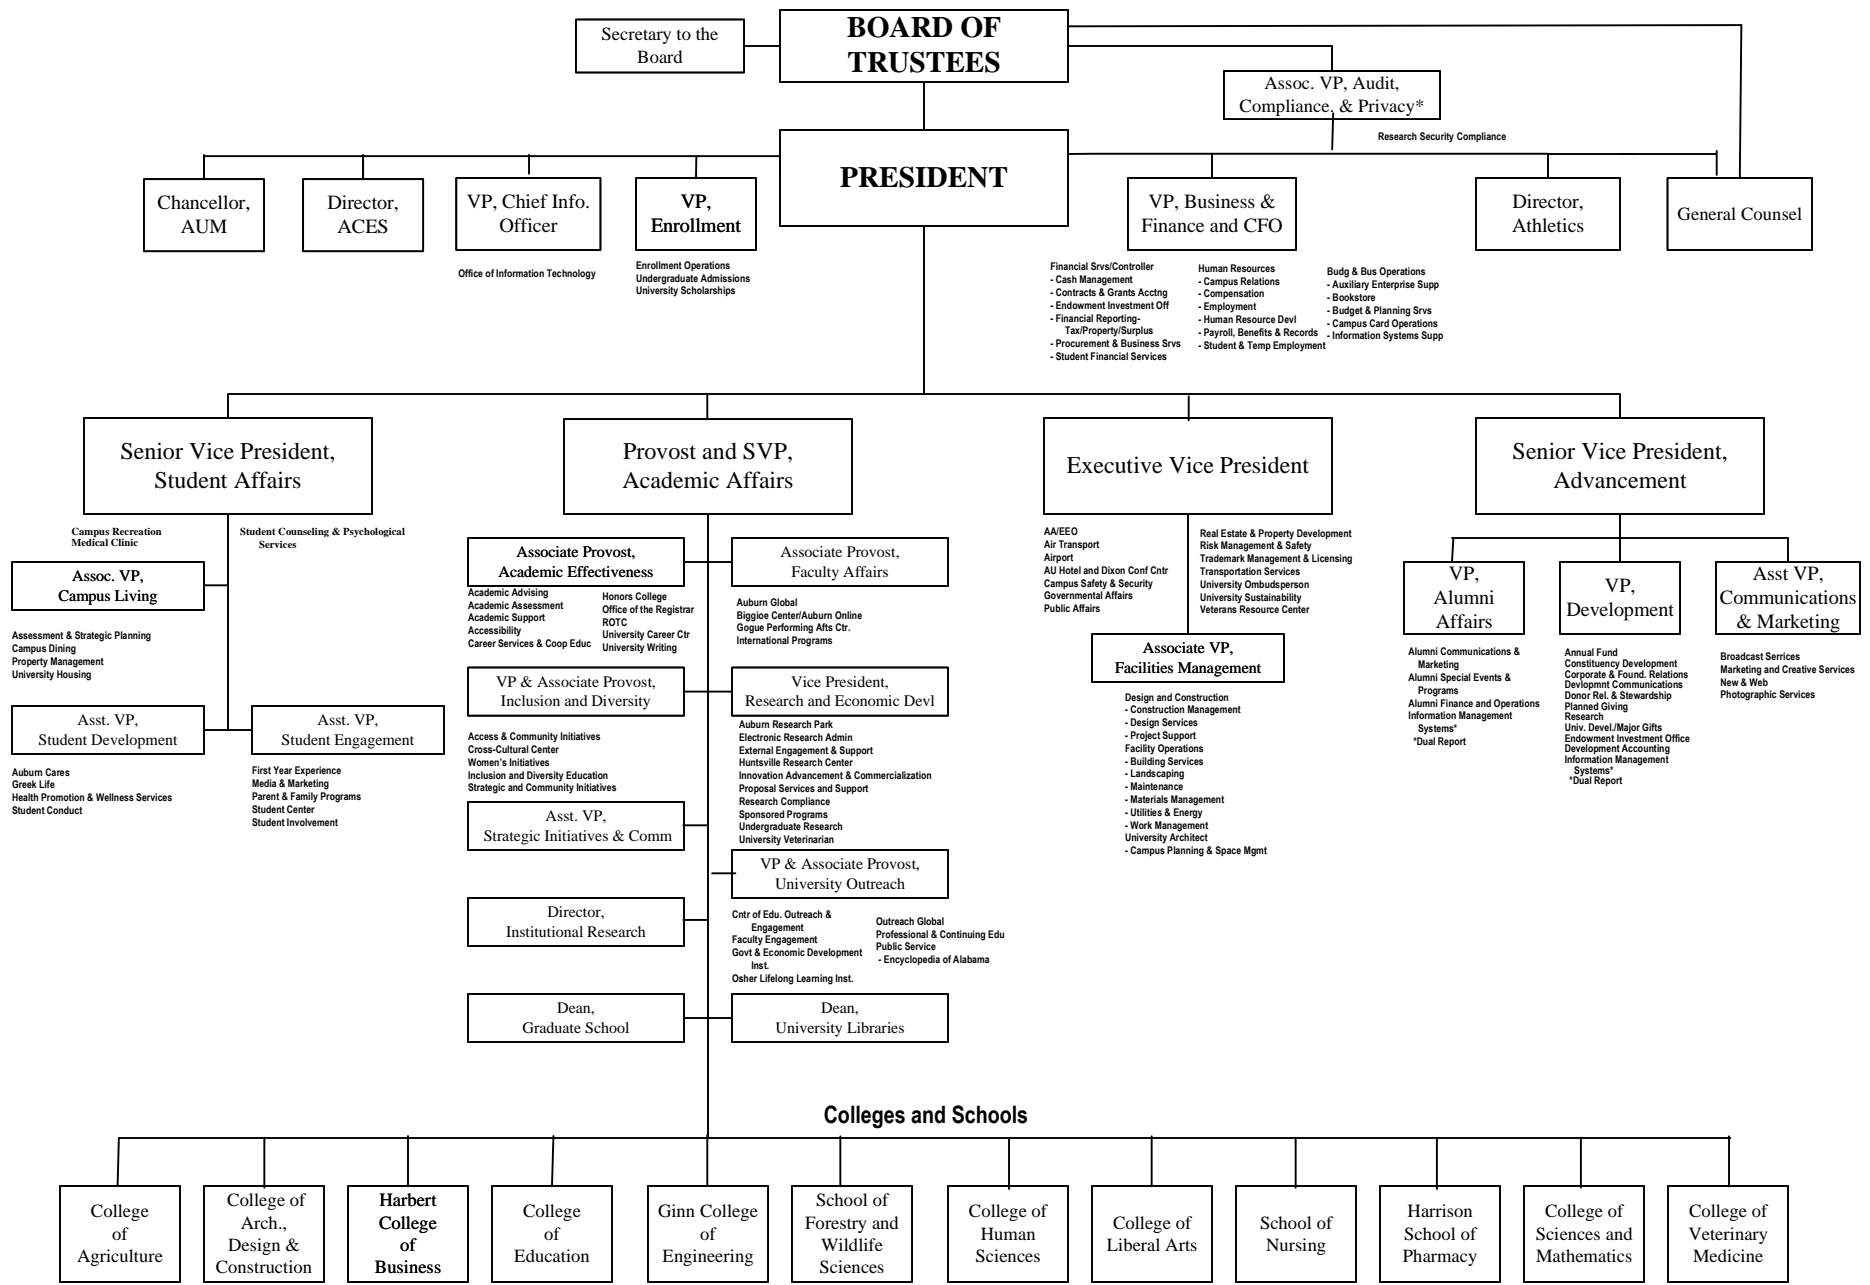 Secretary to the
Board
BOARD OF
TRUSTEES
Assoc. VP, Audit,
Compliance, & Privacy*
Research Security Compliance
PRESIDENT
Chancellor,
AUM
Director,
ACES
VP, Chief Info.
Officer
Office of Information Technology
VP,
Enrollment
Enrollment Operations
Undergraduate Admissions
University Scholarships
VP, Business &
Finance and CFO
Financial Srvs/Controller
- Cash Management
- Contracts & Grants Acctng
- Endowment Investment Off
- Financial Reporting-
Tax/Property/Surplus
- Procurement & Business Srvs
- Student Financial Services
Human Resources
- Campus Relations
- Compensation
- Employment
- Human Resource Devl
- Payroll, Benefits & Records
- Student & Temp Employment
Budg & Bus Operations
- Auxiliary Enterprise Supp
- Bookstore
- Budget & Planning Srvs
- Campus Card Operations
- Information Systems Supp
Director,
Athletics
General Counsel
Senior Vice President,
Student Affairs
Campus Recreation
Medical Clinic
Student Counseling & Psychological
Services
Assoc. VP,
Campus Living
Assessment & Strategic Planning
Campus Dining
Property Management
University Housing
Asst. VP,
Student Development
Auburn Cares
Greek Life
Health Promotion & Wellness Services
Student Conduct
Asst. VP,
Student Engagement
First Year Experience
Media & Marketing
Parent & Family Programs
Student Center
Student Involvement
Provost and SVP,
Academic Affairs
Associate Provost,
Academic Effectiveness
Academic Advising
Academic Assessment
Academic Support
Accessibility
Career Services & Coop Educ
Honors College
Office of the Registrar
ROTC
University Career Ctr
University Writing
Associate Provost,
Faculty Affairs
Auburn Global
Biggioe Center/Auburn Online
Gogue Performing Afts Ctr.
International Programs
VP & Associate Provost,
Inclusion and Diversity
Access & Community Initiatives
Cross-Cultural Center
Women's Initiatives
Inclusion and Diversity Education
Strategic and Community Initiatives
Vice President,
Research and Economic Devl
Auburn Research Park
Electronic Research Admin
External Engagement & Support
Huntsville Research Center
Innovation Advancement & Commercialization
Proposal Services and Support
Research Compliance
Sponsored Programs
Undergraduate Research
University Veterinarian
Asst. VP,
Strategic Initiatives & Comm
VP & Associate Provost,
University Outreach
Cntr of Edu. Outreach &
Engagement
Faculty Engagement
Govt & Economic Development
Inst.
Osher Lifelong Learning Inst.
Outreach Global
Professional & Continuing Edu
Public Service
- Encyclopedia of Alabama
Director,
Institutional Research
Dean,
Graduate School
Dean,
University Libraries
Executive Vice President
AA/EEO
Air Transport
Airport
AU Hotel and Dixon Conf Cntr
Campus Safety & Security
Governmental Affairs
Public Affairs
Real Estate & Property Development
Risk Management & Safety
Trademark Management & Licensing
Transportation Services
University Ombudsperson
University Sustainability
Veterans Resource Center
Associate VP,
Facilities Management
Design and Construction
- Construction Management
- Design Services
- Project Support
Facility Operations
- Building Services
- Landscaping
- Maintenance
- Materials Management
- Utilities & Energy
- Work Management
University Architect
- Campus Planning & Space Mgmt
Senior Vice President,
Advancement
VP,
Alumni
Affairs
Alumni Communications &
Marketing
Alumni Special Events &
Programs
Alumni Finance and Operations
Information Management
Systems*
*Dual Report
VP,
Development
Annual Fund
Constituency Development
Corporate & Found. Relations
Devlopmnt Communications
Donor Rel. & Stewardship
Planned Giving
Research
Univ. Devel./Major Gifts
Endowment Investment Office
Development Accounting
Information Management
Systems*
*Dual Report
Asst VP,
Communications
& Marketing
Broadcast Serrices
Marketing and Creative Services
New & Web
Photographic Services
Colleges and Schools
College
of
Agriculture
College of
Arch.,
Design &
Construction
Harbert
College
of
Business
College
of
Education
Ginn College
of
Engineering
School of
Forestry and
Wildlife
Sciences
College of
Human
Sciences
College of
Liberal Arts
School of
Nursing
Harrison
School of
Pharmacy
College of
Sciences and
Mathematics
College of
Veterinary
Medicine